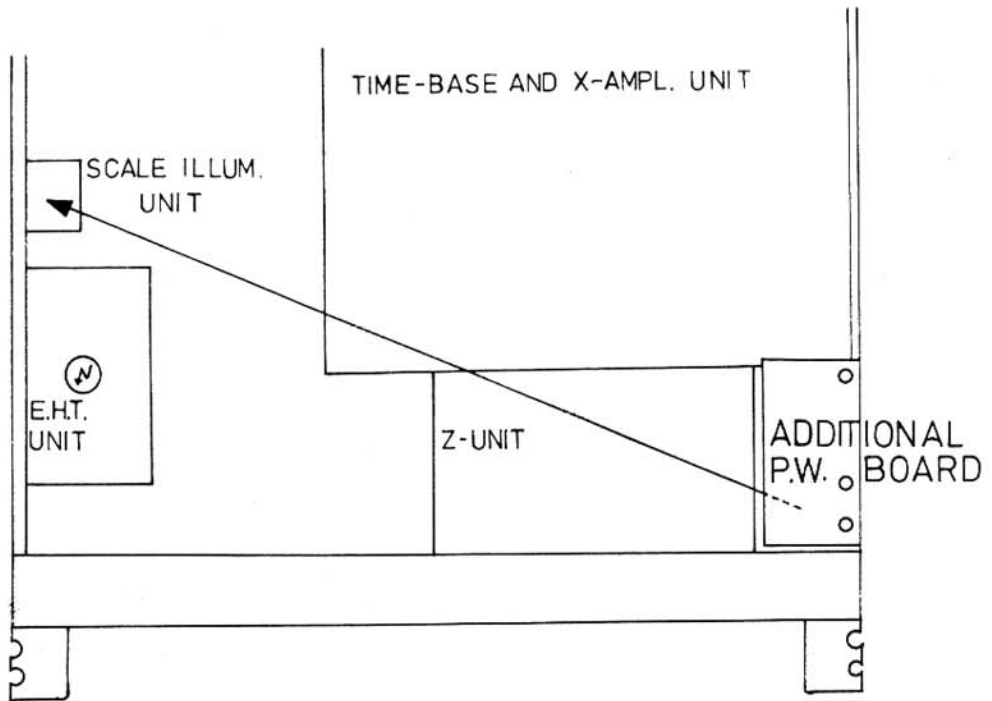 TIME-BASE AND X-AMPL. UNIT
SCALE ILLUM.
UNIT
E.H.T.
UNIT
Z-UNIT
ADDITIONAL
P.W. BOARD